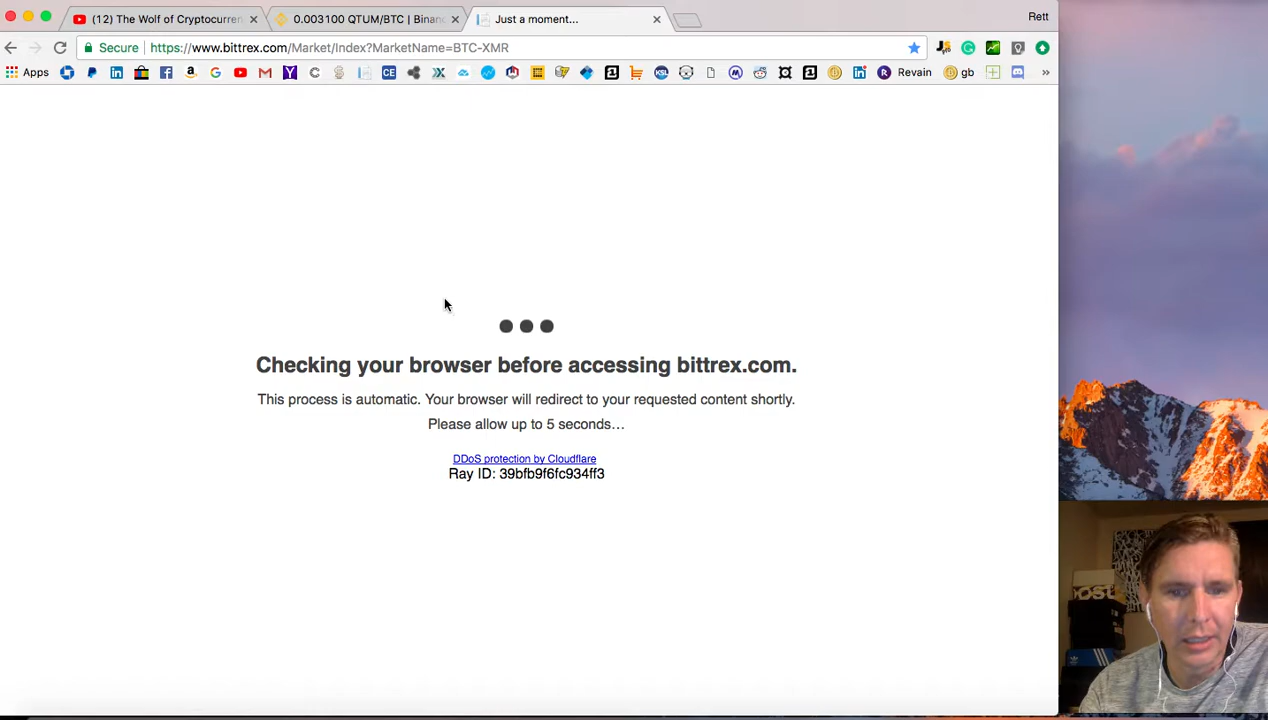 (12) The Wolf of Cryptocurren
0.003100 QTUM/BTC | Binanc
Just a moment...
Rett
Secure
https://www.bittrex.com/Market/Index?MarketName=BTC-XMR
Apps
CE
KSL
Revain
gb
»
Checking your browser before accessing bittrex.com.
This process is automatic. Your browser will redirect to your requested content shortly.
Please allow up to 5 seconds…
DDoS protection by Cloudflare
Ray ID: 39bfb9f6fc934ff3